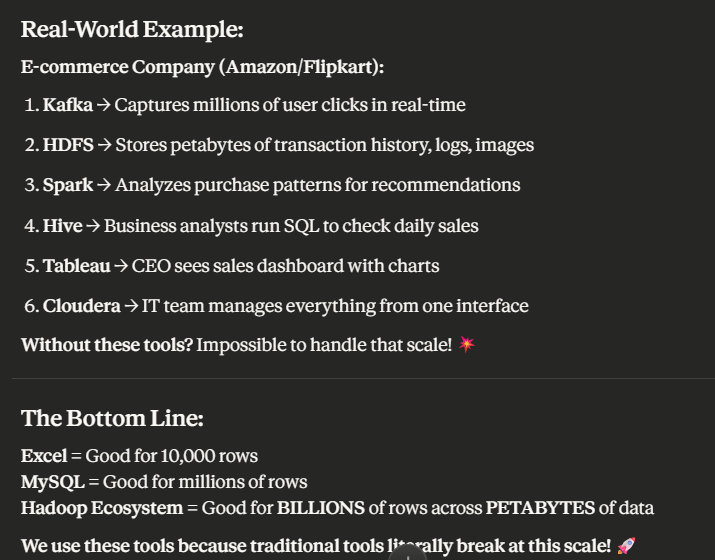 Real-World Example:
E-commerce Company (Amazon/Flipkart):
1. Kafka → Captures millions of user clicks in real-time
2. HDFS → Stores petabytes of transaction history, logs, images
3. Spark → Analyzes purchase patterns for recommendations
4. Hive → Business analysts run SQL to check daily sales
5. Tableau → CEO sees sales dashboard with charts
6. Cloudera → IT team manages everything from one interface
Without these tools? Impossible to handle that scale! 💥
The Bottom Line:
Excel = Good for 10,000 rows
MySQL = Good for millions of rows
Hadoop Ecosystem = Good for BILLIONS of rows across PETABYTES of data
We use these tools because traditional tools literally break at this scale! 🚀